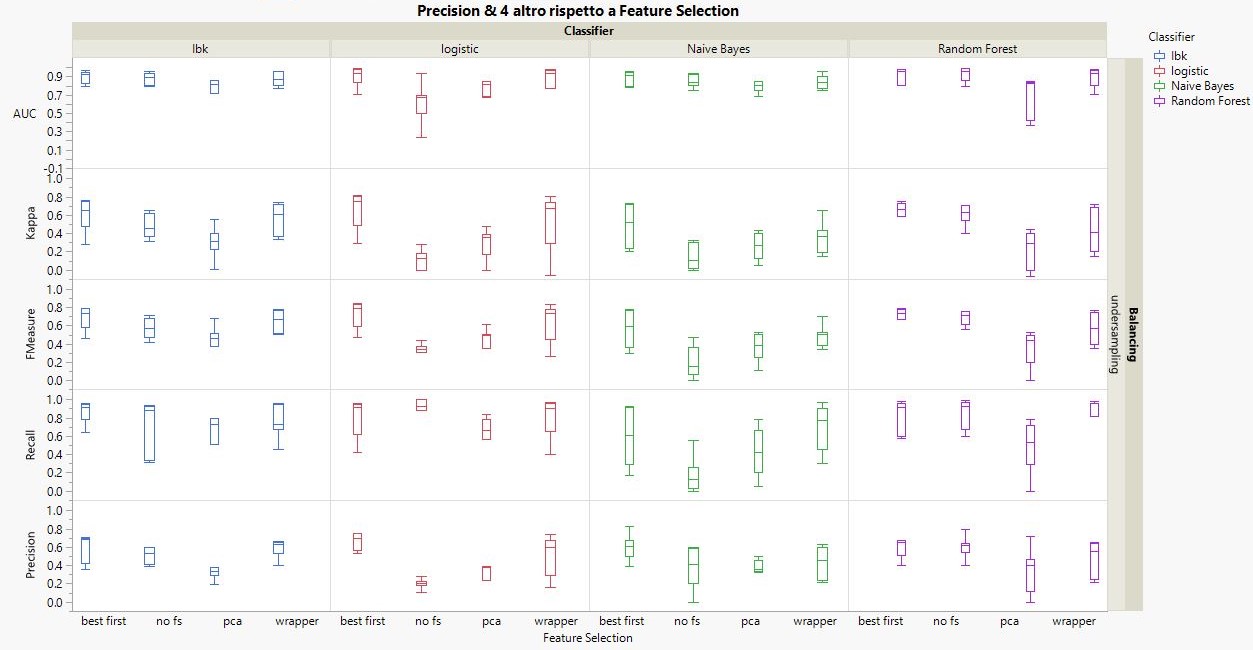 Precision & 4 altro rispetto a Feature Selection
Classifier
Ibk logistic Naive Bayes Random Forest
Classifier
Ibk
logistic
Naive Bayes
Random Forest
AUC
0.9
0.7
0.5
0.3
0.1
-0.1
Kappa
1.0
0.8
0.6
0.4
0.2
0.0
FMeasure
1.0
0.8
0.6
0.4
0.2
0.0
Recall
1.0
0.8
0.6
0.4
0.2
0.0
Precision
1.0
0.8
0.6
0.4
0.2
0.0
undersampling
Balancing
best first no fs pca wrapper best first no fs pca wrapper best first no fs pca wrapper best first no fs pca wrapper
Feature Selection